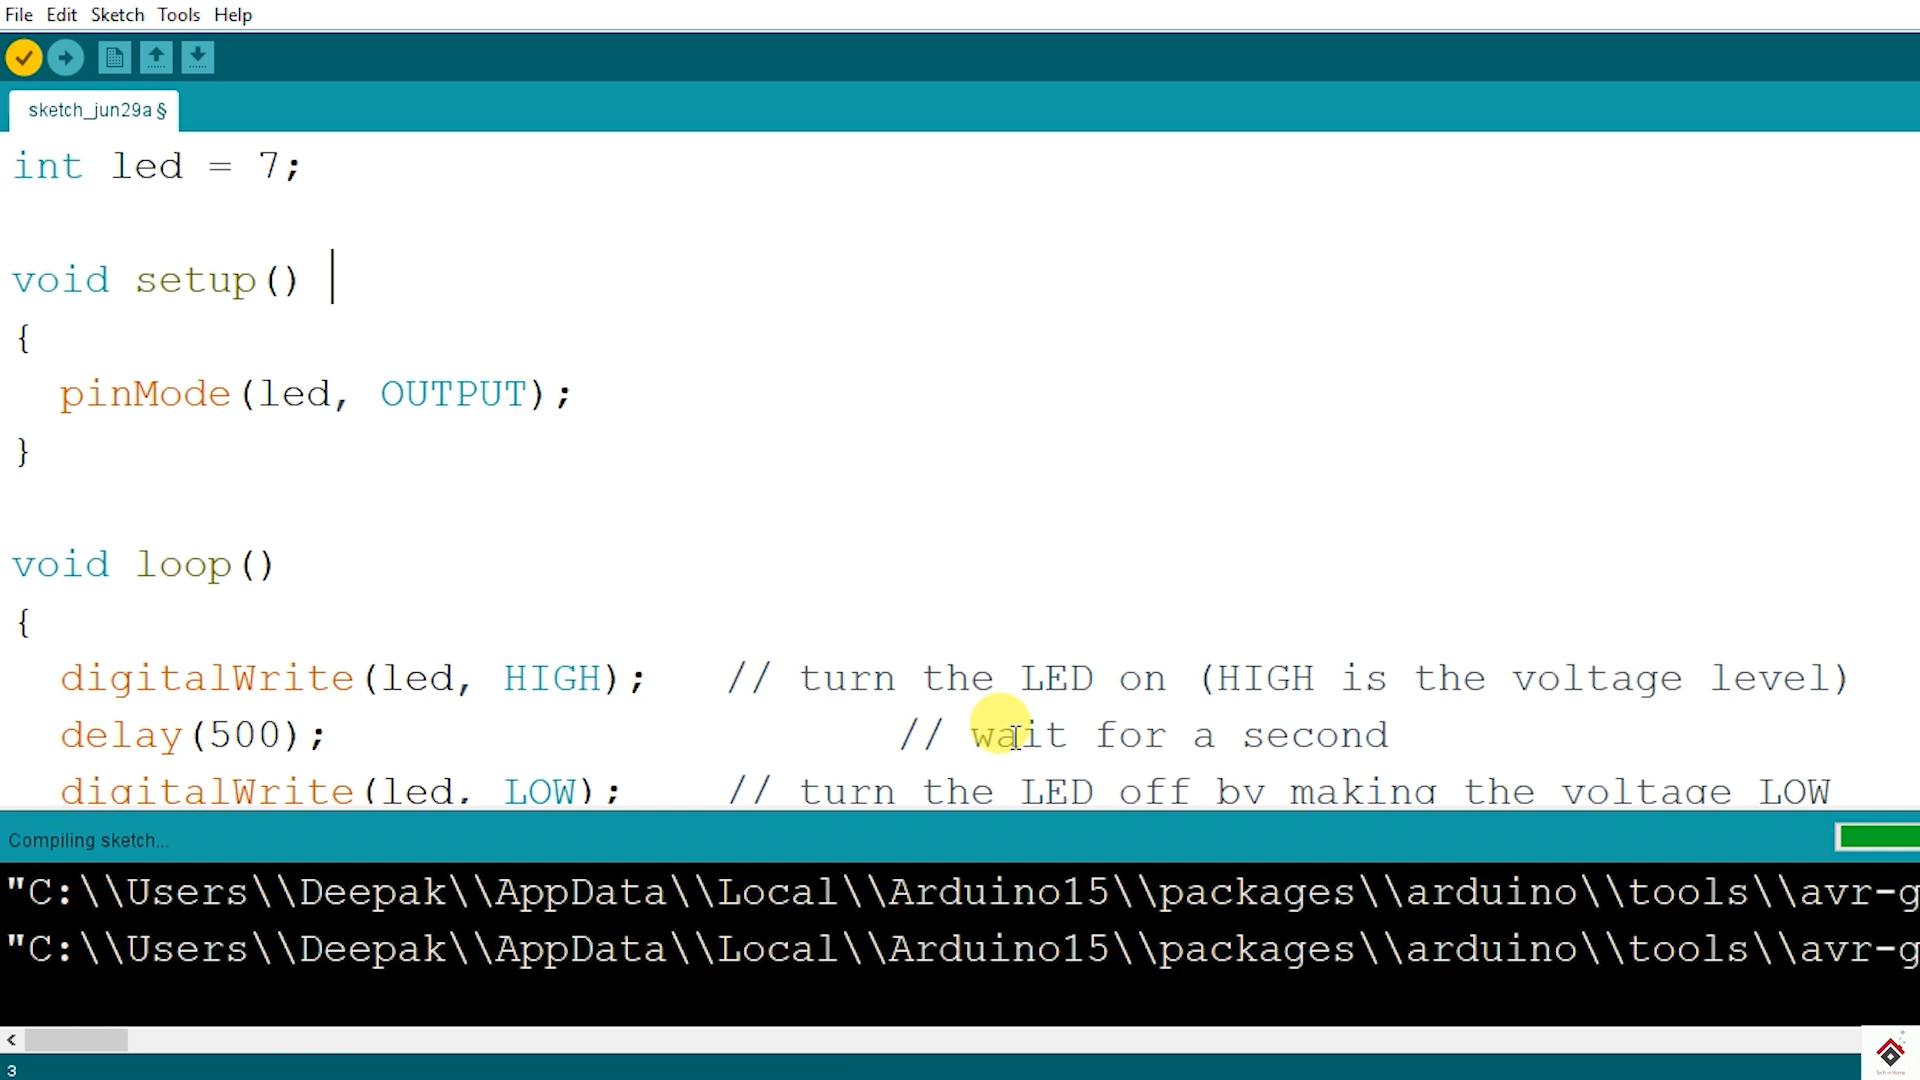 File Edit Sketch Tools Help
sketch_jun29a §
int led = 7;
void setup()
{
pinMode(led, OUTPUT);
}
void loop()
{
digitalWrite(led, HIGH); // turn the LED on (HIGH is the voltage level)
delay(500); // wait for a second
digitalWrite(led, LOW); // turn the LED off by making the voltage LOW
Compiling sketch...
"C:\\Users\\Deepak\\AppData\\Local\\Arduino15\\packages\\arduino\\tools\\avr-g
"C:\\Users\\Deepak\\AppData\\Local\\Arduino15\\packages\\arduino\\tools\\avr-g
3
Tech in Home